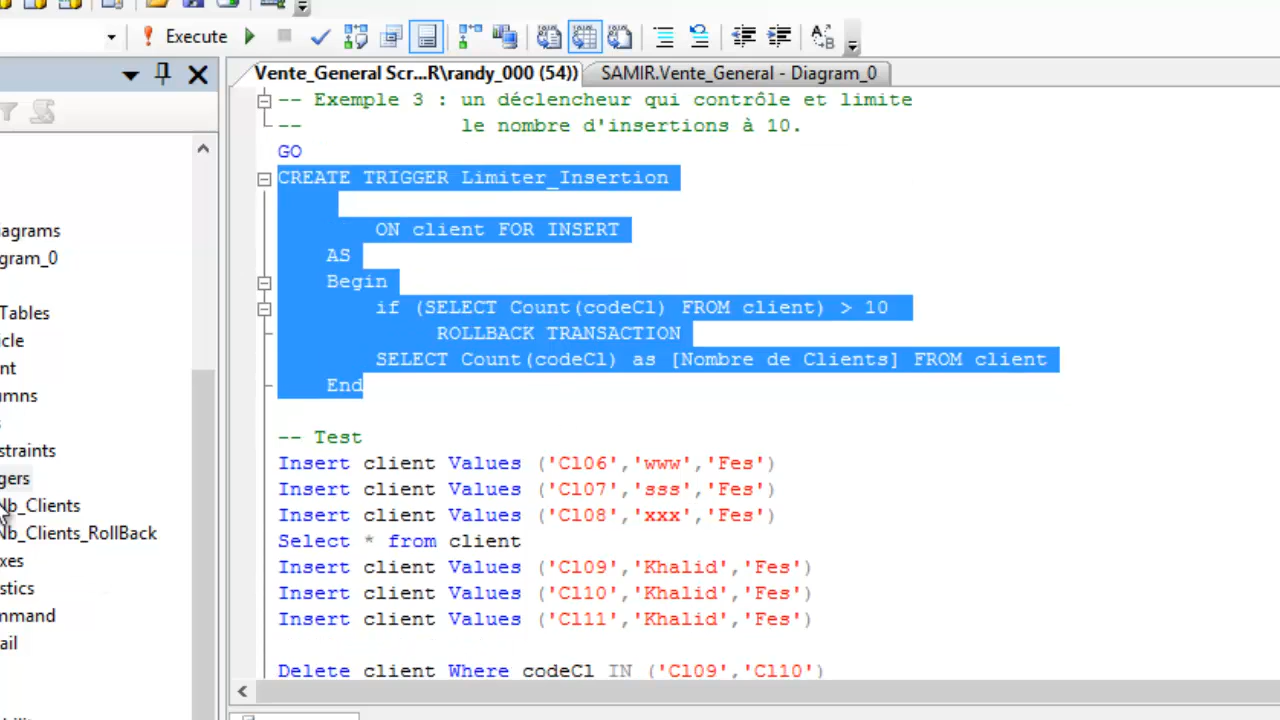 Execute
Vente_General Scr...R\randy_000 (54))
SAMIR.Vente_General - Diagram_0
-- Exemple 3 : un déclencheur qui contrôle et limite
-- le nombre d'insertions à 10.
GO
CREATE TRIGGER Limiter_Insertion
ON client FOR INSERT
AS
Begin
if (SELECT Count(codeCl) FROM client) > 10
ROLLBACK TRANSACTION
SELECT Count(codeCl) as [Nombre de Clients] FROM client
End
-- Test
Insert client Values ('Cl06','www','Fes')
Insert client Values ('Cl07','sss','Fes')
Insert client Values ('Cl08','xxx','Fes')
Select * from client
Insert client Values ('Cl09','Khalid','Fes')
Insert client Values ('Cl10','Khalid','Fes')
Insert client Values ('Cl11','Khalid','Fes')
Delete client Where codeCl IN ('Cl09','Cl10')
iagrams
gram_0
Tables
icle
nt
umns
s
straints
gers
Nb_Clients
Nb_Clients_RollBack
xes
stics
mmand
ail